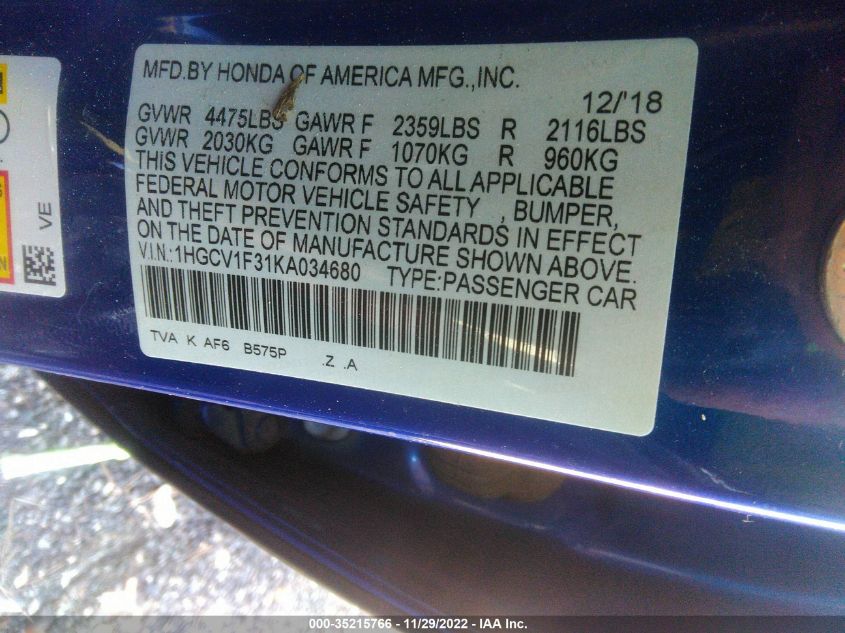 MFD.BY HONDA OF AMERICA MFG.,INC.
12/'18
GVWR 4475LBS GAWR F 2359LBS R 2116LBS
GVWR 2030KG GAWR F 1070KG R 960KG
THIS VEHICLE CONFORMS TO ALL APPLICABLE
FEDERAL MOTOR VEHICLE SAFETY , BUMPER,
AND THEFT PREVENTION STANDARDS IN EFFECT
ON THE DATE OF MANUFACTURE SHOWN ABOVE.
V.I.N.:1HGCV1F31KA034680 TYPE:PASSENGER CAR
TVA K AF6 B575P .Z .A
VE
000-35215766 - 11/29/2022 - IAA Inc.